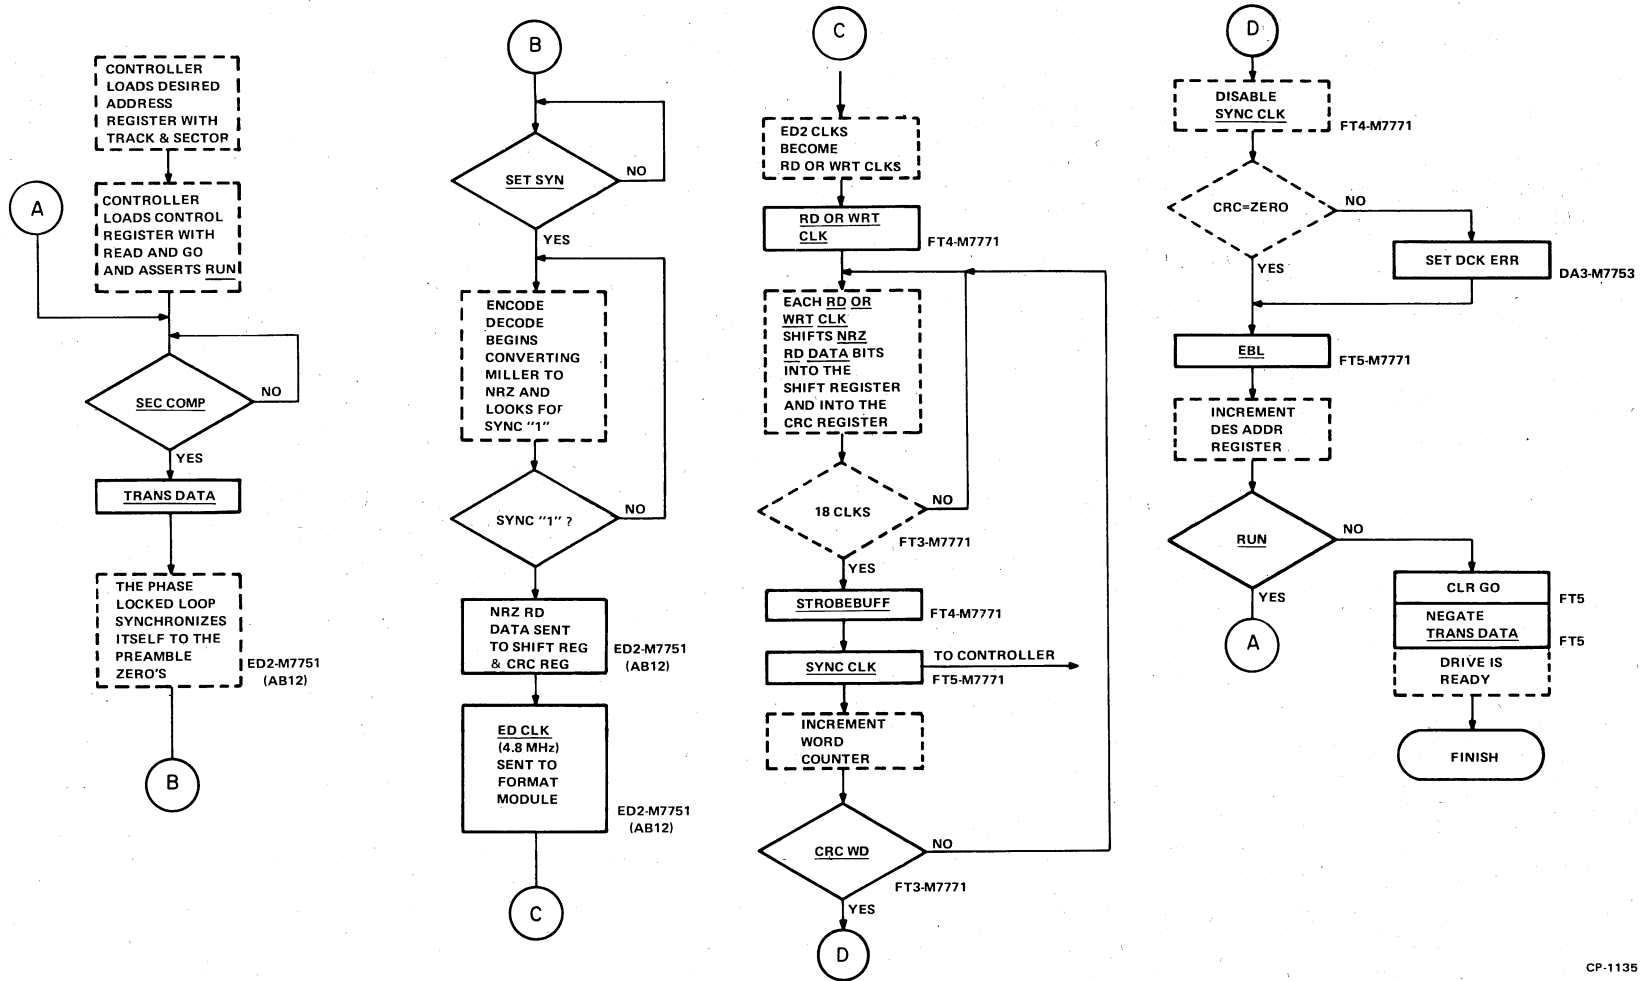 CONTROLLER
LOADS DESIRED
ADDRESS
REGISTER WITH
TRACK & SECTOR
A
CONTROLLER
LOADS CONTROL
REGISTER WITH
READ AND GO
AND ASSERTS RUN
SEC COMP
NO
YES
TRANS DATA
THE PHASE
LOCKED LOOP
SYNCHRONIZES
ITSELF TO THE
PREAMBLE
ZERO'S
ED2-M7751
(AB12)
B
B
SET SYN
NO
YES
ENCODE
DECODE
BEGINS
CONVERTING
MILLER TO
NRZ AND
LOOKS FOR
SYNC "1"
SYNC "1" ?
NO
YES
NRZ RD
DATA SENT
TO SHIFT REG
& CRC REG
ED2-M7751
(AB12)
ED CLK
(4.8 MHz)
SENT TO
FORMAT
MODULE
ED2-M7751
(AB12)
C
C
ED2 CLKS
BECOME
RD OR WRT CLKS
RD OR WRT
CLK
FT4-M7771
EACH RD OR
WRT CLK
SHIFTS NRZ
RD DATA BITS
INTO THE
SHIFT REGISTER
AND INTO THE
CRC REGISTER
18 CLKS
NO
FT3-M7771
YES
STROBEBUFF
FT4-M7771
SYNC CLK
TO CONTROLLER
FT5-M7771
INCREMENT
WORD
COUNTER
CRC WD
NO
FT3-M7771
YES
D
D
DISABLE
SYNC CLK
FT4-M7771
CRC=ZERO
NO
YES
SET DCK ERR
DA3-M7753
EBL
FT5-M7771
INCREMENT
DES ADDR
REGISTER
RUN
NO
YES
A
CLR GO
FT5
NEGATE
TRANS DATA
FT5
DRIVE IS
READY
FINISH
CP-1135